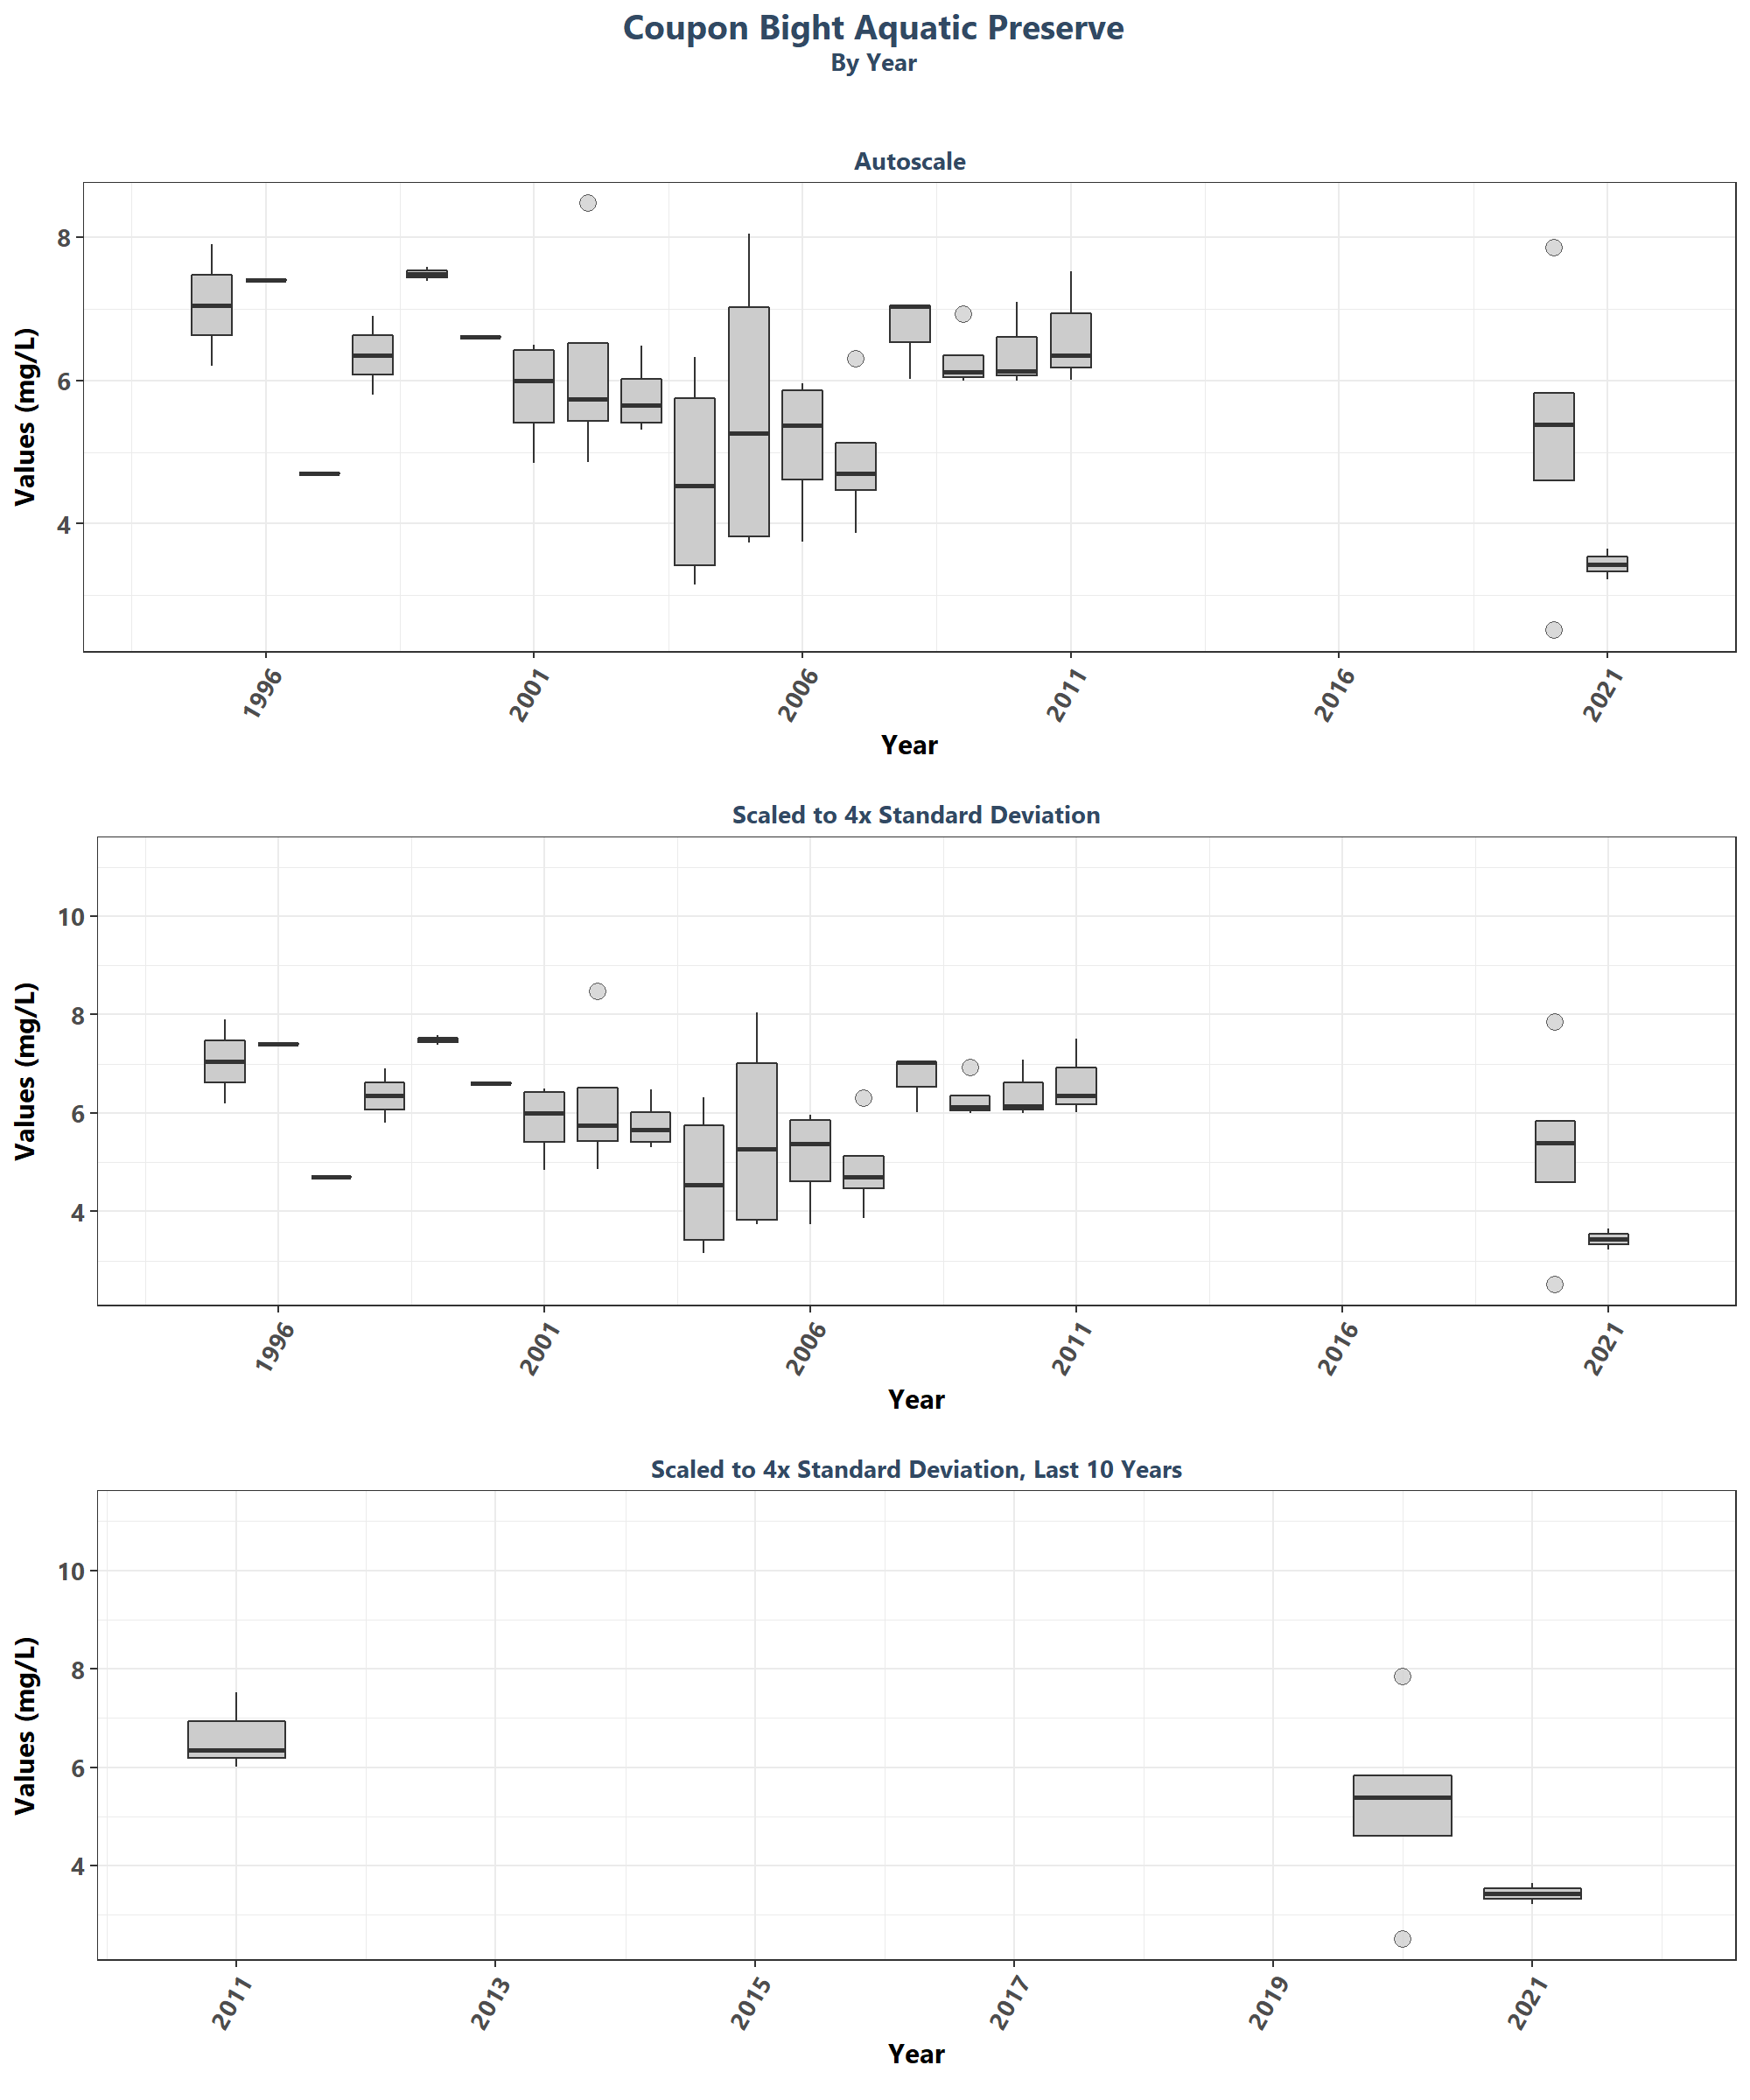 Coupon Bight Aquatic Preserve
By Year
Autoscale
Values (mg/L)
8
6
4
1996
2001
2006
2011
2016
2021
Year
Scaled to 4x Standard Deviation
Values (mg/L)
10
8
6
4
1996
2001
2006
2011
2016
2021
Year
Scaled to 4x Standard Deviation, Last 10 Years
Values (mg/L)
10
8
6
4
2011
2013
2015
2017
2019
2021
Year